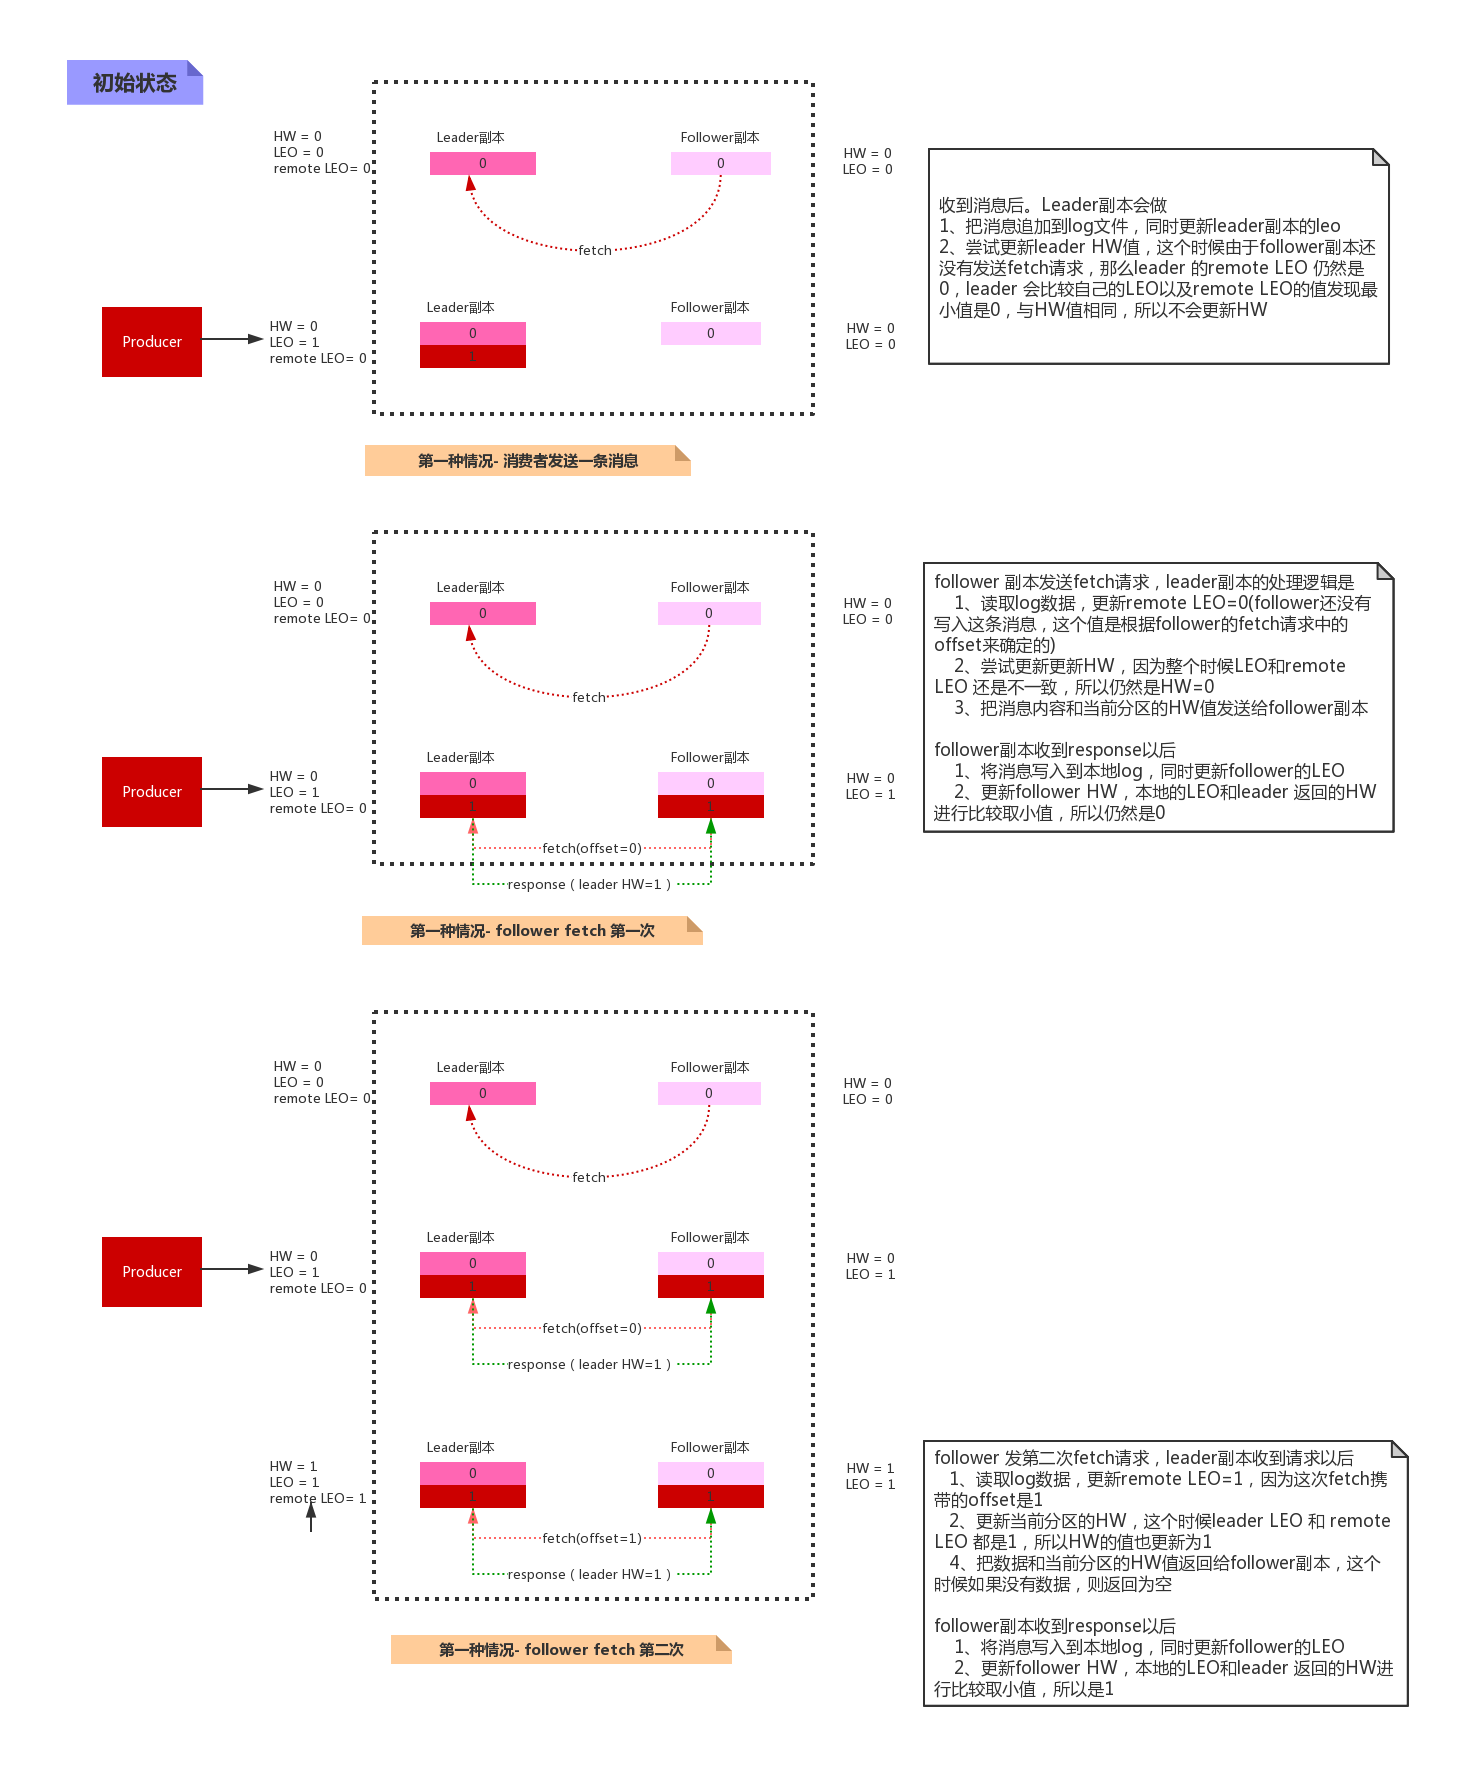 初始状态
HW = 0
LEO = 0
remote LEO= 0
Leader副本
0
Follower副本
0
HW = 0
LEO = 0
fetch
Producer
HW = 0
LEO = 1
remote LEO= 0
Leader副本
0
1
Follower副本
0
HW = 0
LEO = 0
收到消息后。Leader副本会做
1、把消息追加到log文件，同时更新leader副本的leo
2、尝试更新leader HW值，这个时候由于follower副本还
没有发送fetch请求，那么leader 的remote LEO 仍然是
0，leader 会比较自己的LEO以及remote LEO的值发现最
小值是0，与HW值相同，所以不会更新HW
第一种情况- 消费者发送一条消息
HW = 0
LEO = 0
remote LEO= 0
Leader副本
0
Follower副本
0
HW = 0
LEO = 0
fetch
Producer
HW = 0
LEO = 1
remote LEO= 0
Leader副本
0
1
Follower副本
0
1
HW = 0
LEO = 1
fetch(offset=0)
response（leader HW=1 ）
follower 副本发送fetch请求，leader副本的处理逻辑是
1、读取log数据，更新remote LEO=0(follower还没有
写入这条消息，这个值是根据follower的fetch请求中的
offset来确定的)
2、尝试更新更新HW，因为整个时候LEO和remote
LEO 还是不一致，所以仍然是HW=0
3、把消息内容和当前分区的HW值发送给follower副本
follower副本收到response以后
1、将消息写入到本地log，同时更新follower的LEO
2、更新follower HW，本地的LEO和leader 返回的HW
进行比较取小值，所以仍然是0
第一种情况- follower fetch 第一次
HW = 0
LEO = 0
remote LEO= 0
Leader副本
0
Follower副本
0
HW = 0
LEO = 0
fetch
Producer
HW = 0
LEO = 1
remote LEO= 0
Leader副本
0
1
Follower副本
0
1
HW = 0
LEO = 1
fetch(offset=0)
response（leader HW=1 ）
HW = 1
LEO = 1
remote LEO= 1
Leader副本
0
1
Follower副本
0
1
HW = 1
LEO = 1
fetch(offset=1)
response（leader HW=1 ）
follower 发第二次fetch请求，leader副本收到请求以后
1、读取log数据，更新remote LEO=1，因为这次fetch携
带的offset是1
2、更新当前分区的HW，这个时候leader LEO 和 remote
LEO 都是1，所以HW的值也更新为1
4、把数据和当前分区的HW值返回给follower副本，这个
时候如果没有数据，则返回为空
follower副本收到response以后
1、将消息写入到本地log，同时更新follower的LEO
2、更新follower HW，本地的LEO和leader 返回的HW进
行比较取小值，所以是1
第一种情况- follower fetch 第二次